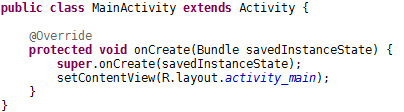 public class MainActivity extends Activity {
@Override
protected void onCreate(Bundle savedInstanceState) {
super.onCreate(savedInstanceState);
setContentView(R.layout.activity_main);
}
}